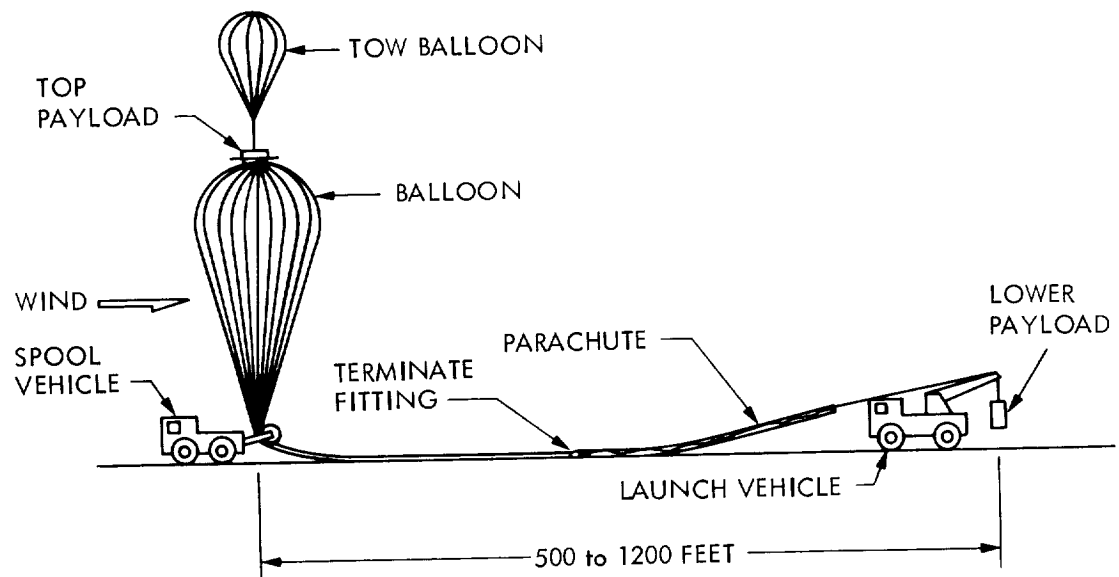 TOW BALLOON
TOP
PAYLOAD
BALLOON
WIND
LOWER
PAYLOAD
SPOOL
VEHICLE
PARACHUTE
TERMINATE
FITTING
LAUNCH VEHICLE
500 to 1200 FEET